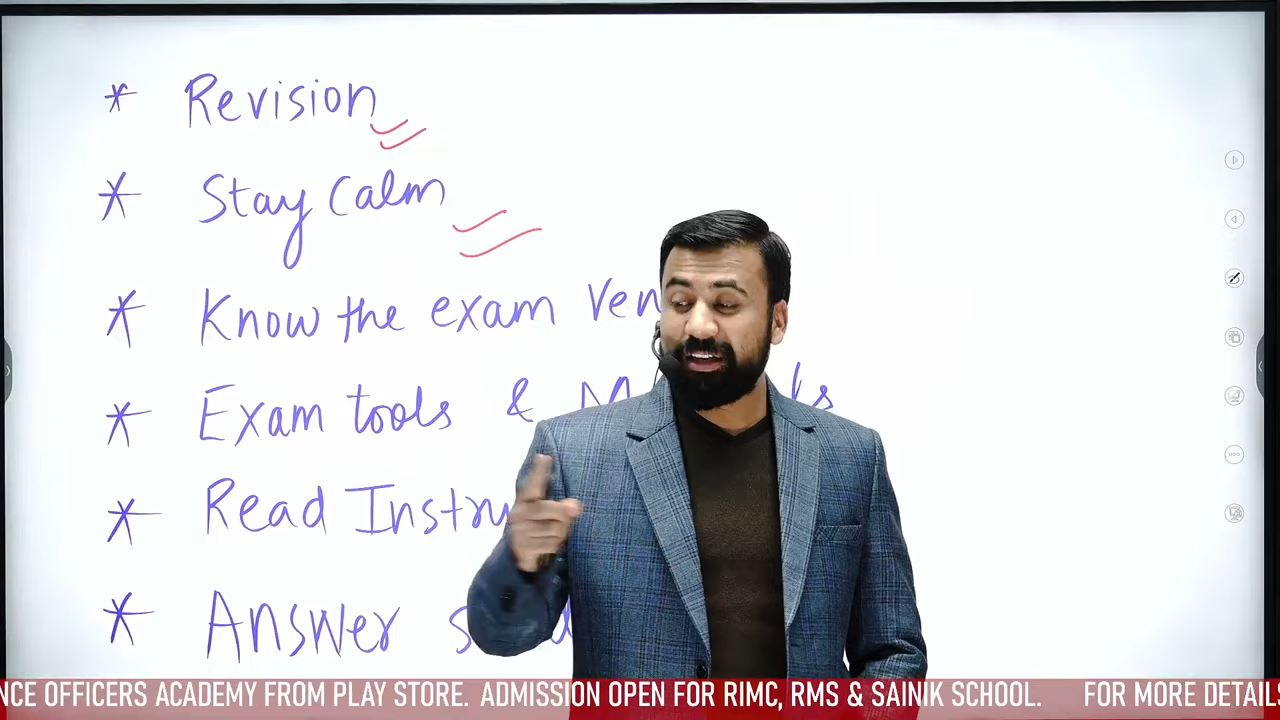 * Revision
* Stay Calm
* Know the exam Ven
* Exam tools &
* Read Instru
* Answer
NCE OFFICERS ACADEMY FROM PLAY STORE. ADMISSION OPEN FOR RIMC, RMS & SAINIK SCHOOL. FOR MORE DETAILS